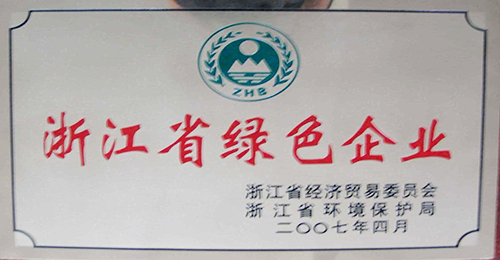 ZHB
浙江省绿色企业
浙江省经济贸易委员会
浙江省环境保护局
二〇〇七年四月